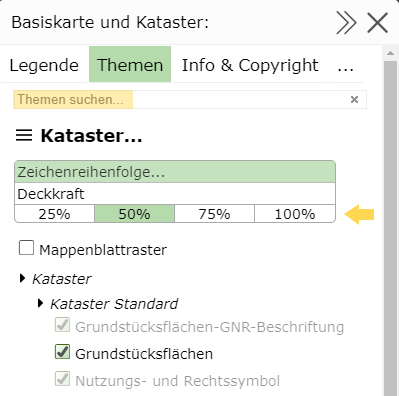 Basiskarte und Kataster:
Legende Themen Info & Copyright ...
Themen suchen...
Kataster...
Zeichenreihenfolge...
Deckkraft
25% 50% 75% 100%
Mappenblattraster
Kataster
Kataster Standard
Grundstücksflächen-GNR-Beschriftung
Grundstücksflächen
Nutzungs- und Rechtssymbol